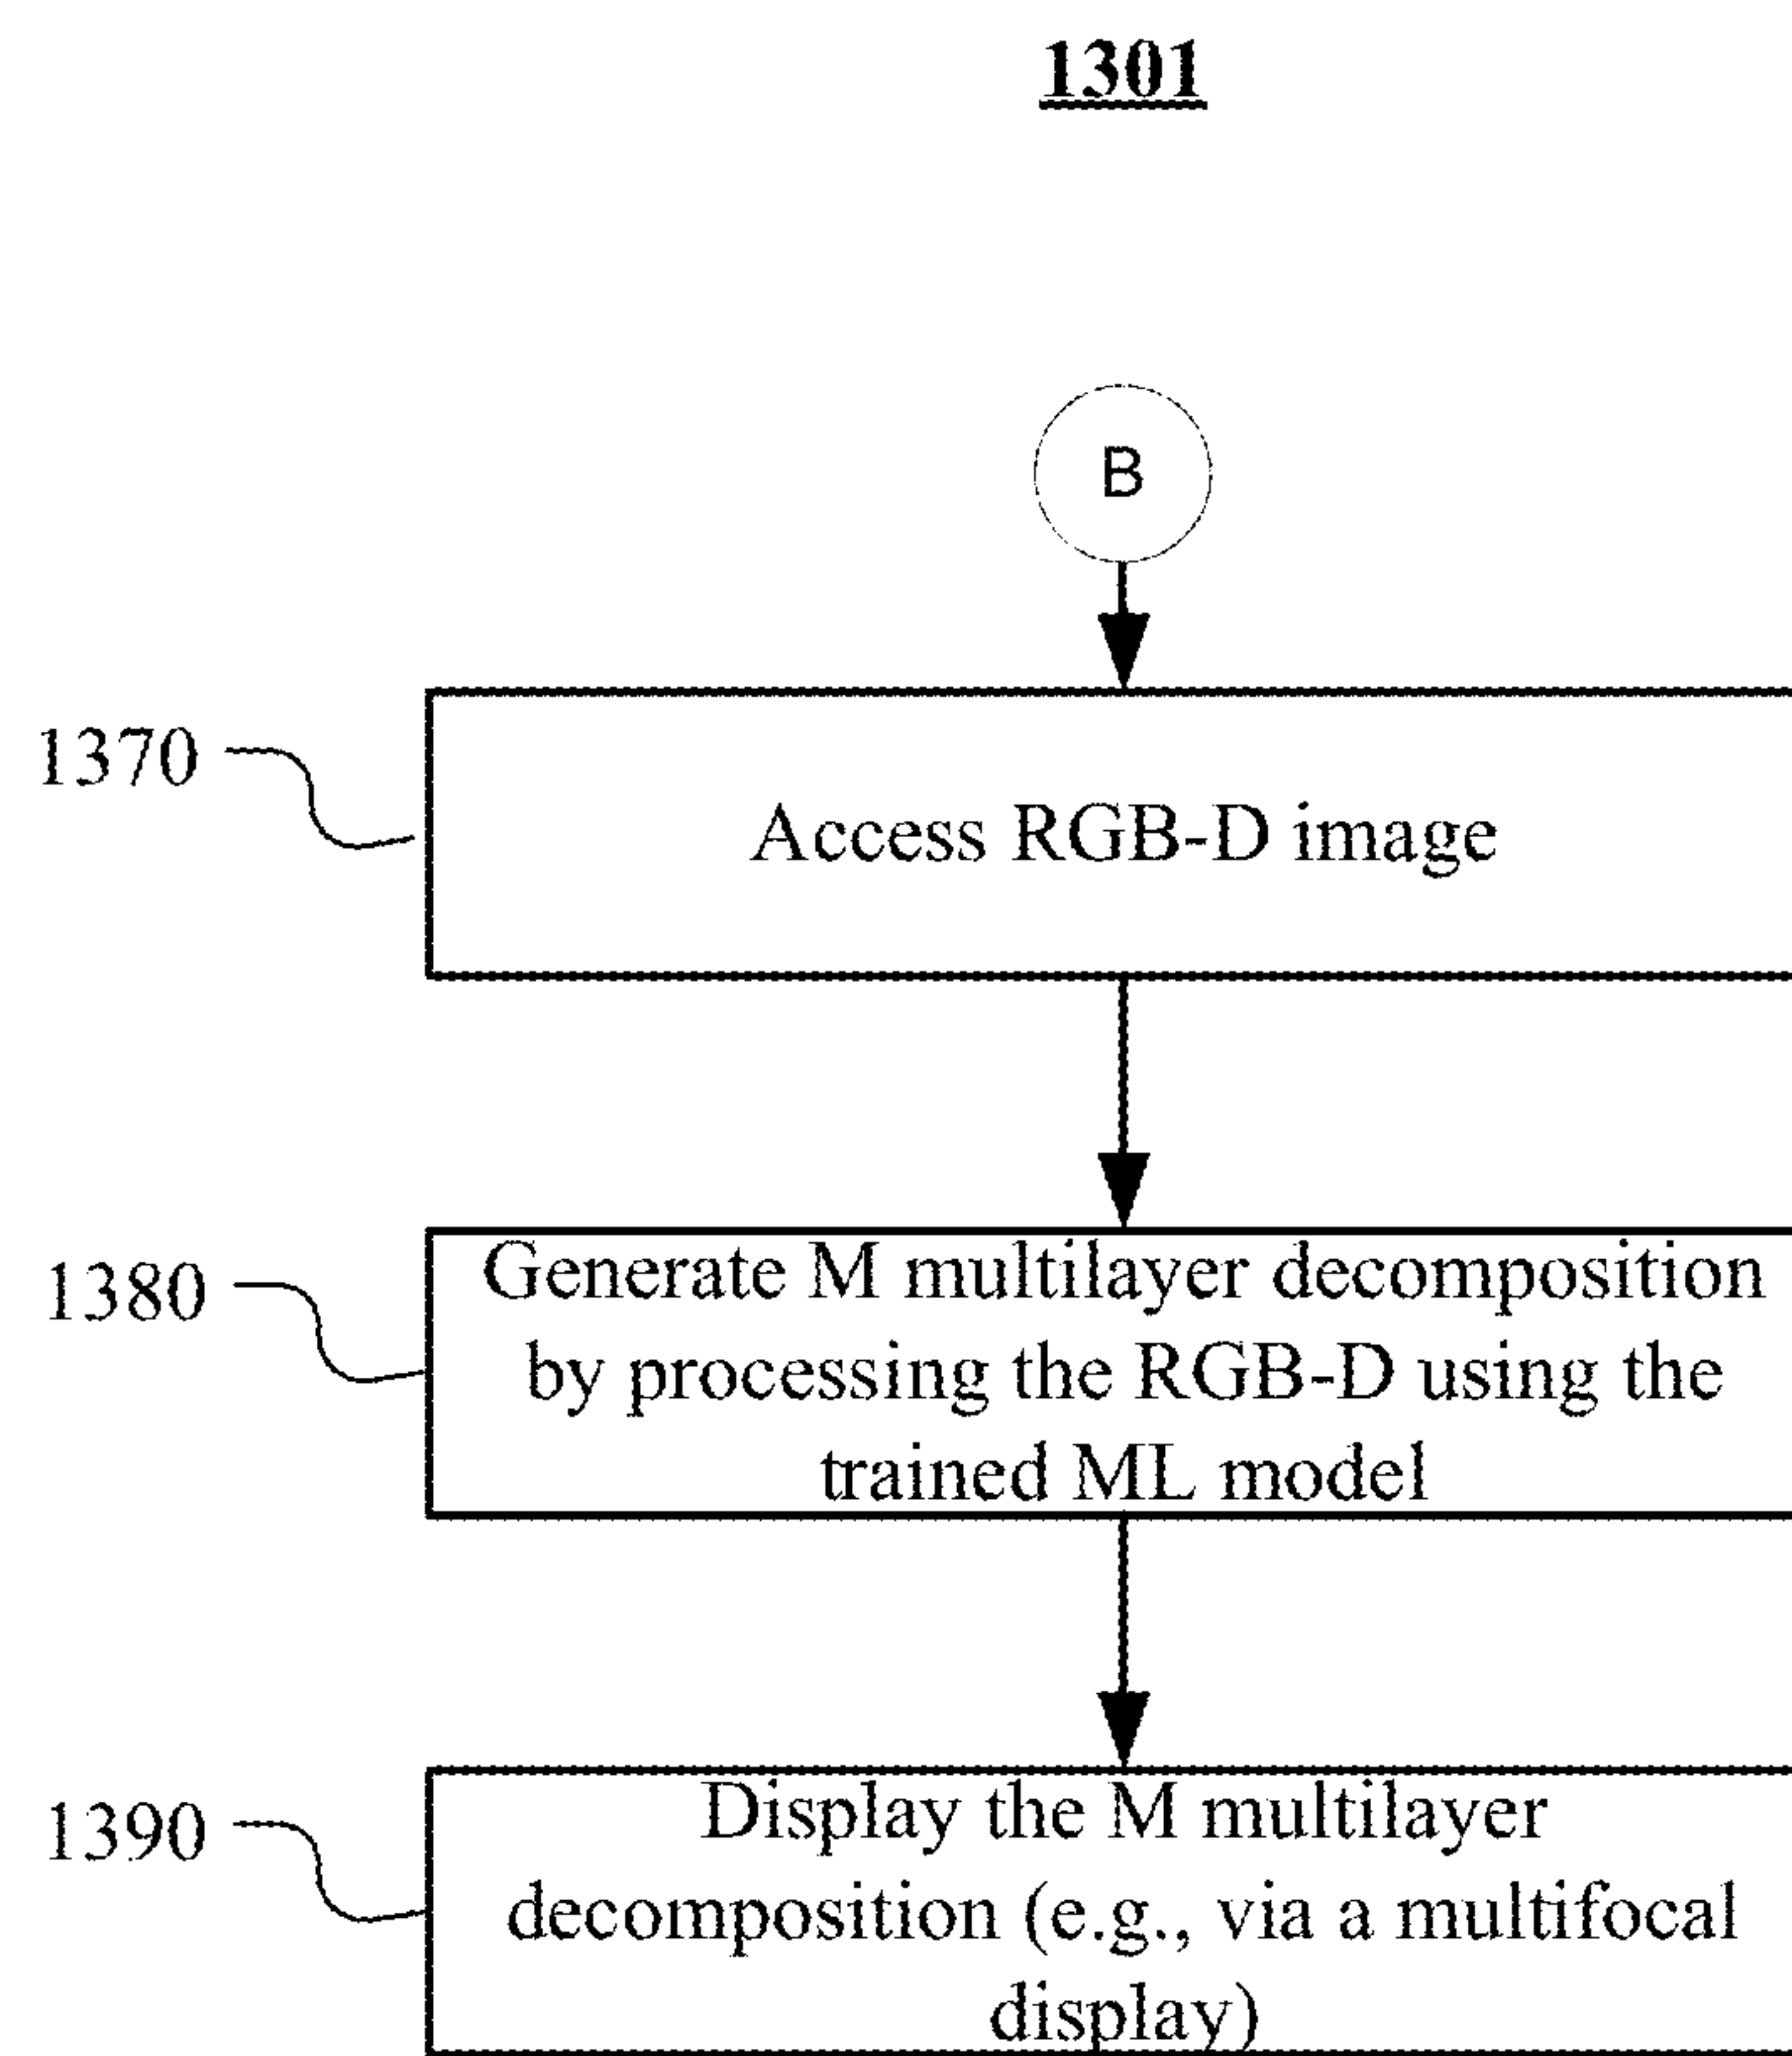 1301
B
1370
Access RGB-D image
1380
Generate M multilayer decomposition
by processing the RGB-D using the
trained ML model
1390
Display the M multilayer
decomposition (e.g., via a multifocal
display)